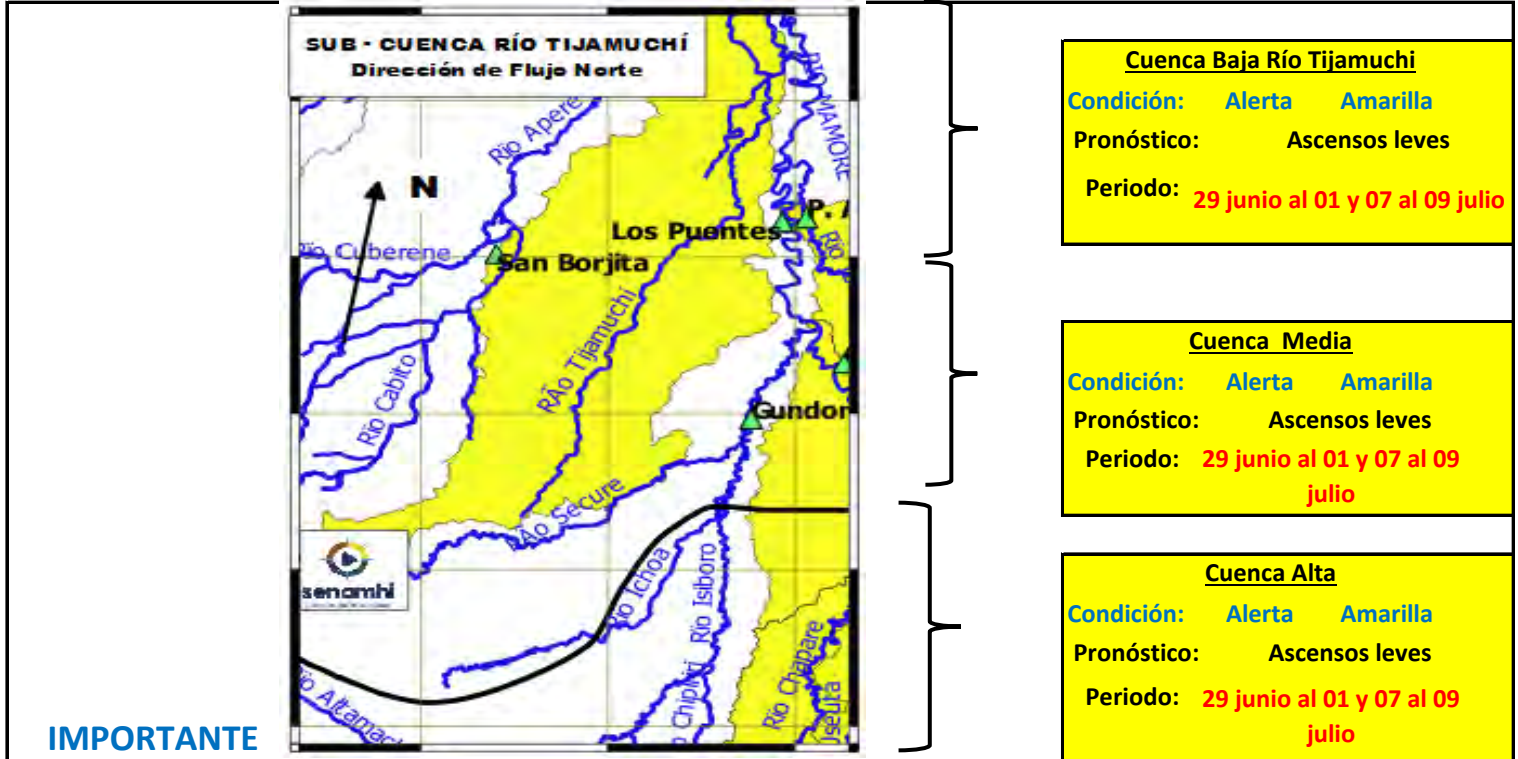 SUB - CUENCA RÍO TIJAMUCHÍ
Dirección de Flujo Norte
Río Apere
RIO MAMORE
N
Los Puentes
P. A
Río
Río Cuberene
San Borjita
RÃo Tijamuchí
Río Cabito
Gundor
RÃo Secure
senamhi
Río Ichoa
Río Isiboro
Río Chapare
o Chipiriri
o Altamac
IMPORTANTE
Cuenca Baja Río Tijamuchi
Condición: Alerta Amarilla
Pronóstico: Ascensos leves
Periodo: 29 junio al 01 y 07 al 09 julio
Cuenca Media
Condición: Alerta Amarilla
Pronóstico: Ascensos leves
Periodo: 29 junio al 01 y 07 al 09
julio
Cuenca Alta
Condición: Alerta Amarilla
Pronóstico: Ascensos leves
Periodo: 29 junio al 01 y 07 al 09
julio